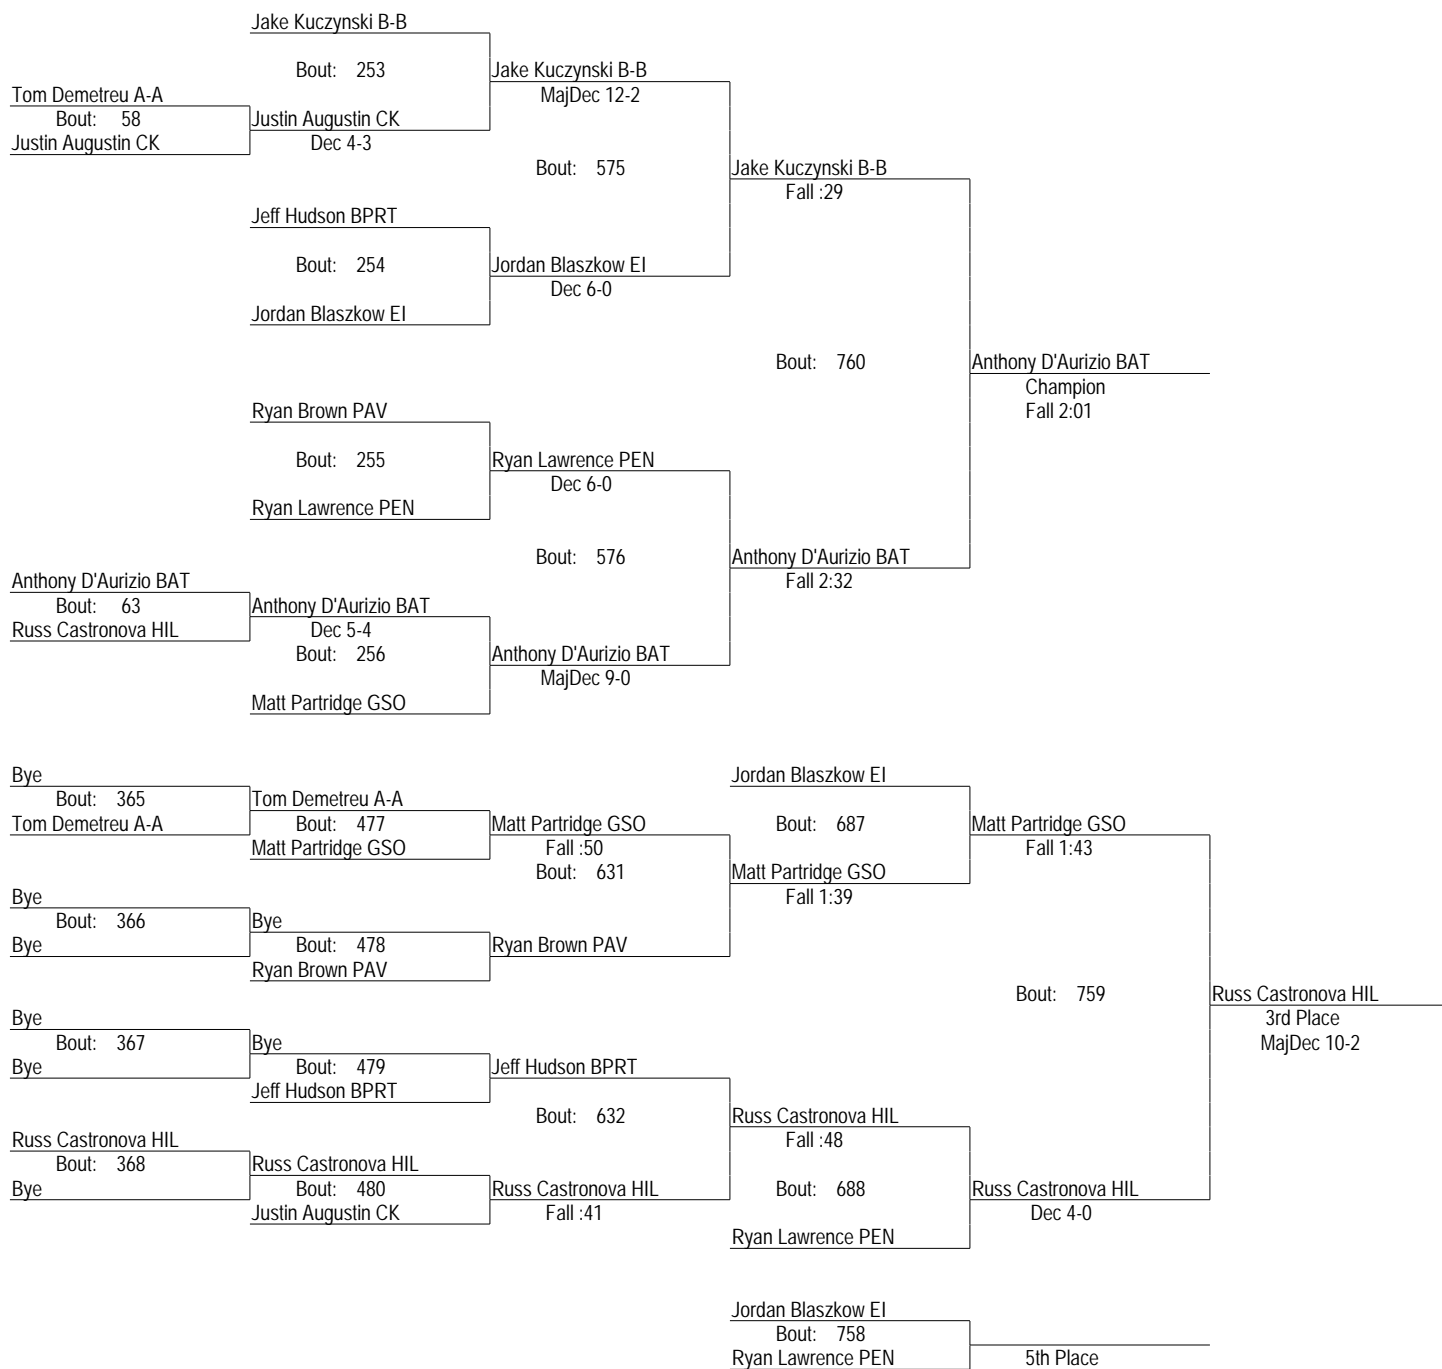 Jake Kuczynski B-B
Bout: 253
Jake Kuczynski B-B
Tom Demetreu A-A
MajDec 12-2
Bout: 58
Justin Augustin CK
Justin Augustin CK
Dec 4-3
Bout: 575
Jake Kuczynski B-B
Fall :29
Jeff Hudson BPRT
Bout: 254
Jordan Blaszkow EI
Dec 6-0
Jordan Blaszkow EI
Bout: 760
Anthony D'Aurizio BAT
Champion
Fall 2:01
Ryan Brown PAV
Bout: 255
Ryan Lawrence PEN
Dec 6-0
Ryan Lawrence PEN
Bout: 576
Anthony D'Aurizio BAT
Fall 2:32
Anthony D'Aurizio BAT
Bout: 63
Anthony D'Aurizio BAT
Russ Castronova HIL
Dec 5-4
Bout: 256
Anthony D'Aurizio BAT
MajDec 9-0
Matt Partridge GSO
Bye
Jordan Blaszkow EI
Bout: 365
Tom Demetreu A-A
Tom Demetreu A-A
Bout: 477
Matt Partridge GSO
Bout: 687
Matt Partridge GSO
Matt Partridge GSO
Fall :50
Fall 1:43
Bout: 631
Matt Partridge GSO
Fall 1:39
Bye
Bout: 366
Bye
Bye
Bout: 478
Ryan Brown PAV
Ryan Brown PAV
Bout: 759
Russ Castronova HIL
3rd Place
MajDec 10-2
Bye
Bout: 367
Bye
Bye
Bout: 479
Jeff Hudson BPRT
Jeff Hudson BPRT
Bout: 632
Russ Castronova HIL
Fall :48
Russ Castronova HIL
Bout: 368
Russ Castronova HIL
Bye
Bout: 480
Russ Castronova HIL
Bout: 688
Russ Castronova HIL
Justin Augustin CK
Fall :41
Dec 4-0
Ryan Lawrence PEN
Jordan Blaszkow EI
Bout: 758
Ryan Lawrence PEN
5th Place